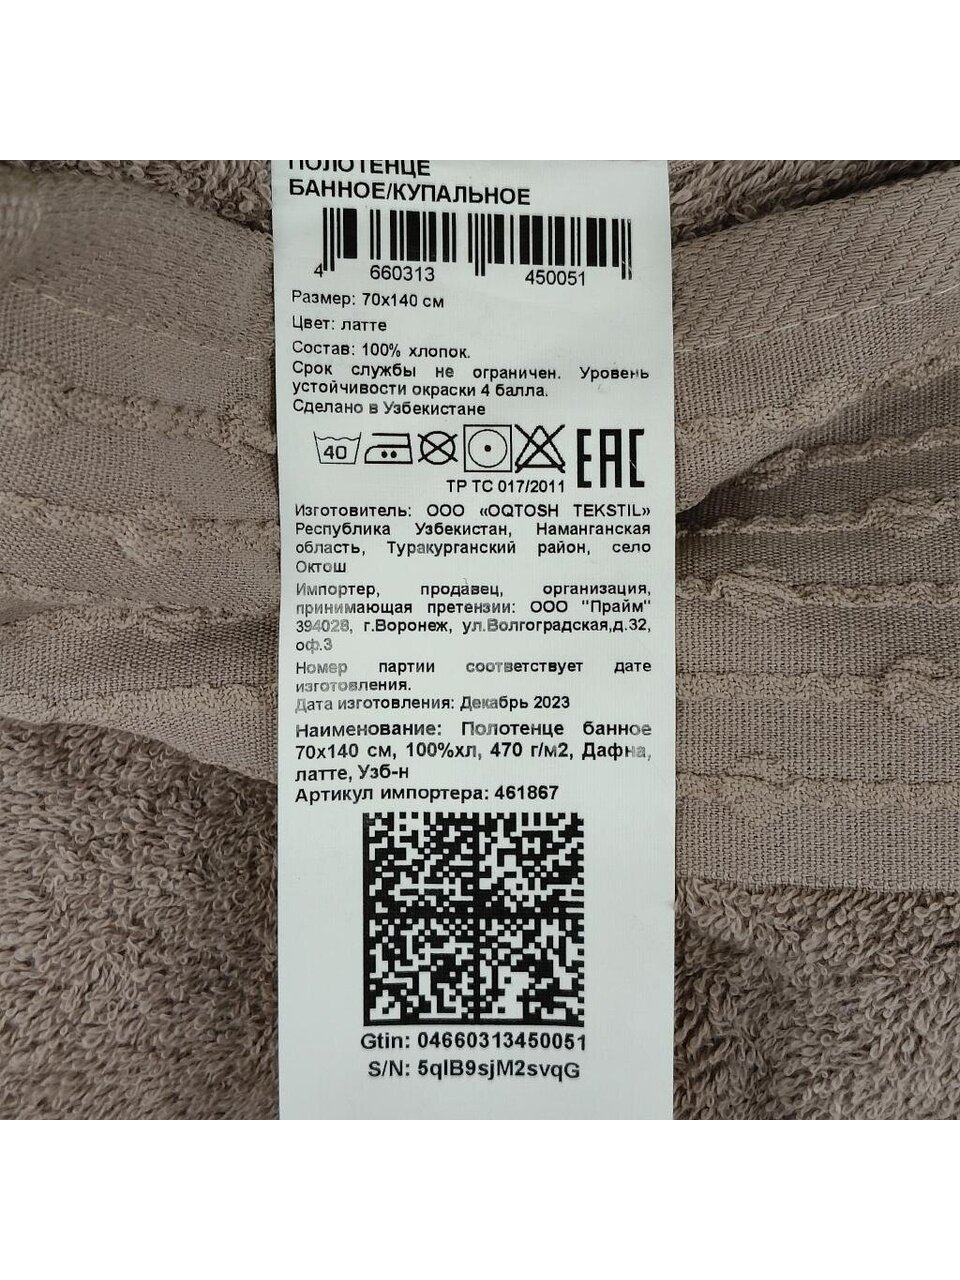 ПОЛОТЕНЦЕ
БАННОЕ/КУПАЛЬНОЕ
4 660313 450051
Размер: 70х140 см
Цвет: латте
Состав: 100% хлопок.
Срок службы не ограничен. Уровень
устойчивости окраски 4 балла.
Сделано в Узбекистане
40 EAC
ТР ТС 017/2011
Изготовитель: ООО «OQTOSH TEKSTIL»
Республика Узбекистан, Наманганская
область, Туракурганский район, село
Октош
Импортер, продавец, организация,
принимающая претензии: ООО "Прайм"
394028, г.Воронеж, ул.Волгоградская,д.32,
оф.3
Номер партии соответствует дате
изготовления.
Дата изготовления: Декабрь 2023
Наименование: Полотенце банное
70х140 см, 100%хл, 470 г/м2, Дафна,
латте, Узб-н
Артикул импортера: 461867
Gtin: 04660313450051
S/N: 5qIB9sjM2svqG